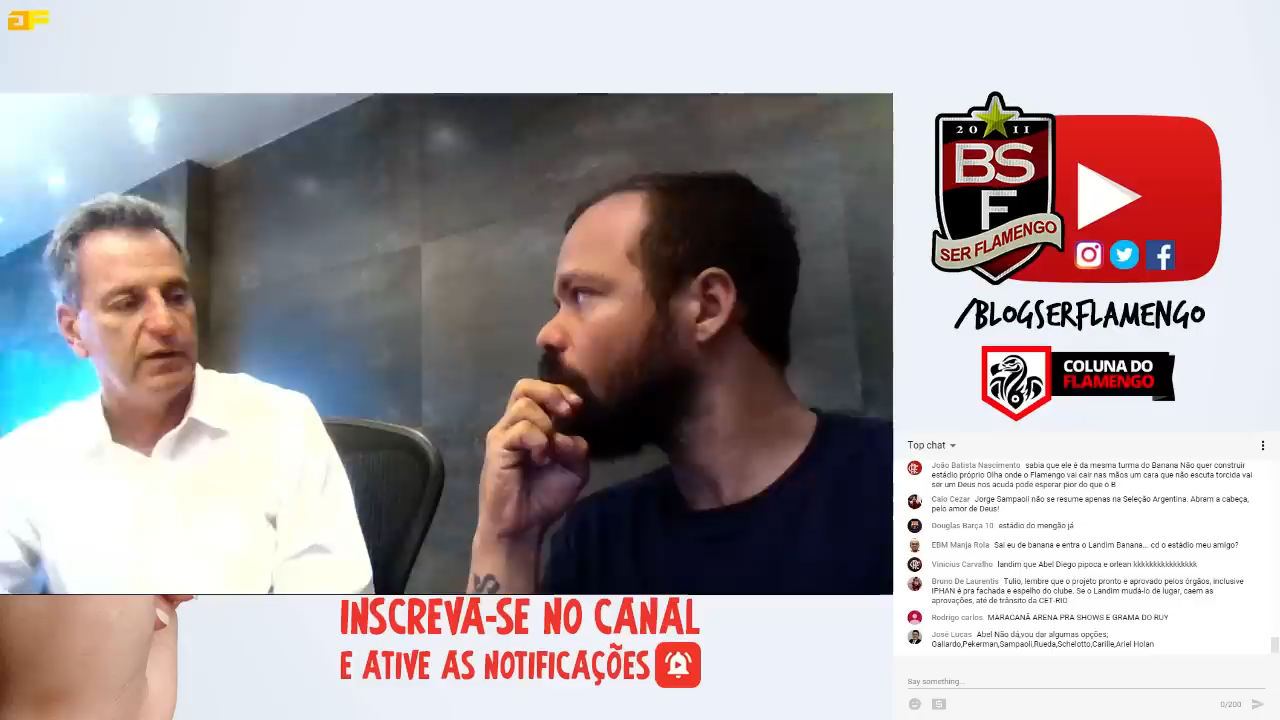 GF
2011
BS
F
SER FLAMENGO
/BLOGSERFLAMENGO
COLUNA DO
FLAMENGO
Top chat
João Batista Nascimento sabia que ele é da mesma turma do Banana Não quer construir
estádio próprio Olha onde o Flamengo vai cair nas mãos um cara que não escuta torcida vai
ser um Deus nos acuda pode esperar pior do que o B
Caio Cezar Jorge Sampaoli não se resume apenas na Seleção Argentina. Abram a cabeça,
pelo amor de Deus!
Douglas Barça 10 estádio do mengão já
EBM Manja Rola Sai eu de banana e entra o Landim Banana... cd o estádio meu amigo?
Vinicius Carvalho landim que Abel Diego pipoca e orlean kkkkkkkkkkkkkkkkk
Bruno De Laurentis Tulio, lembre que o projeto pronto e aprovado pelos órgãos, inclusive
IPHAN é pra fachada e espelho do clube. Se o Landim mudá-lo de lugar, caem as
aprovações, até de trânsito da CET-RIO
Rodrigo carlos MARACANÃ ARENA PRA SHOWS E GRAMA DO RUY
José Lucas Abel Não dá,vou dar algumas opções;
Gallardo,Pekerman,Sampaoli,Rueda,Schelotto,Carille,Ariel Holan
Say something...
0/200
INSCREVA-SE NO CANAL
E ATIVE AS NOTIFICAÇÕES